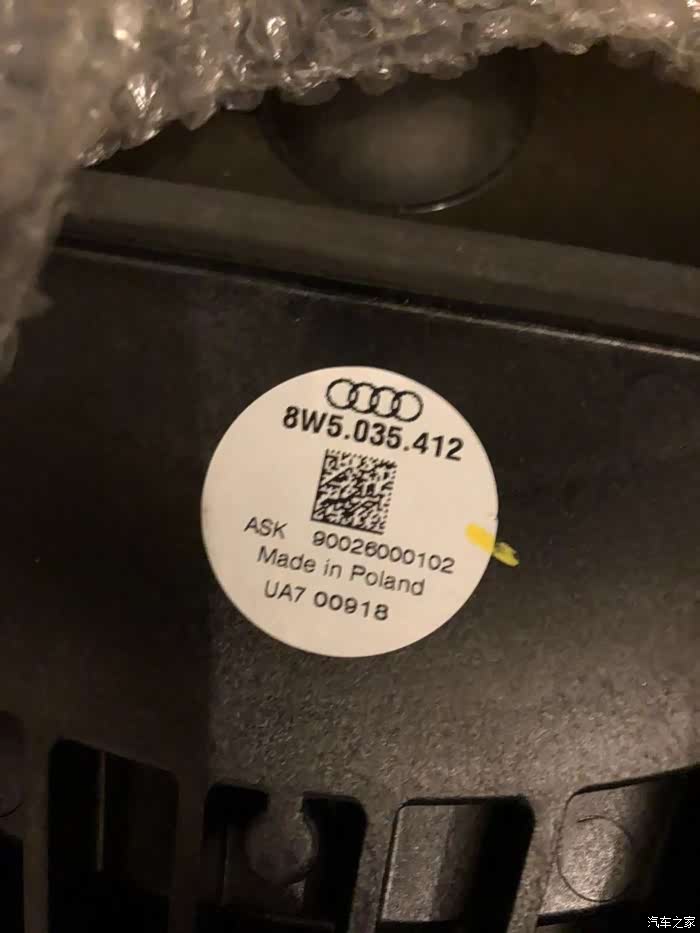 8W5.035.412
ASK 90026000102
Made in Poland
UA7 00918
汽车之家